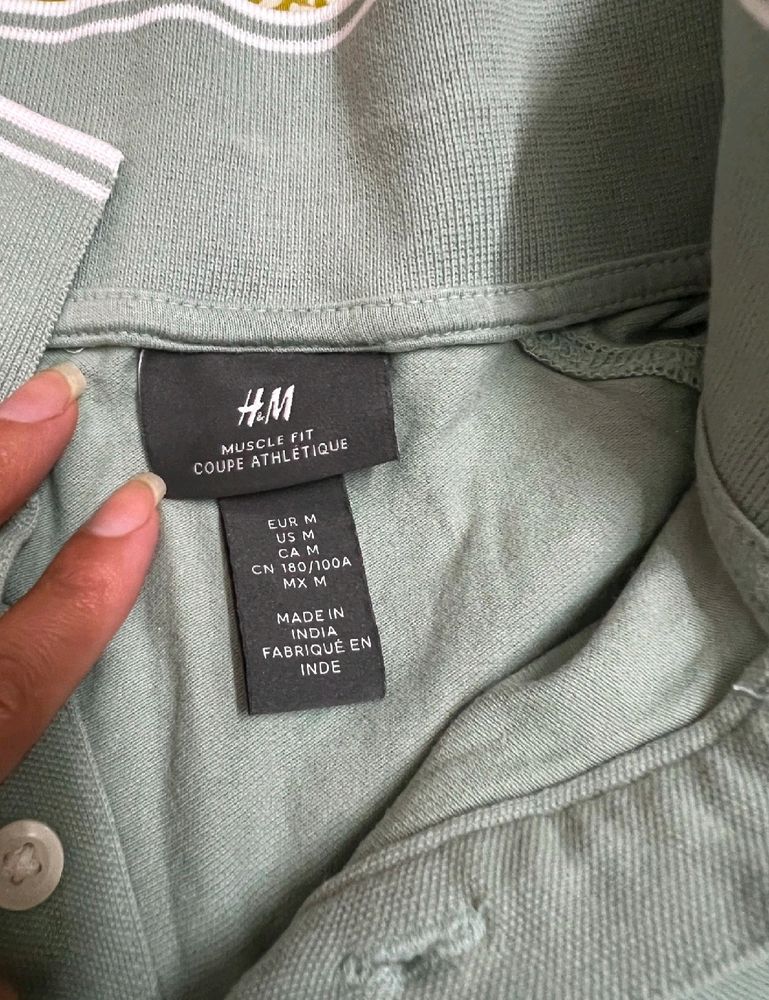 H&M
MUSCLE FIT
COUPE ATHLÉTIQUE
EUR M
US M
CA M
CN 180/100A
MX M
MADE IN
INDIA
FABRIQUÉ EN
INDE